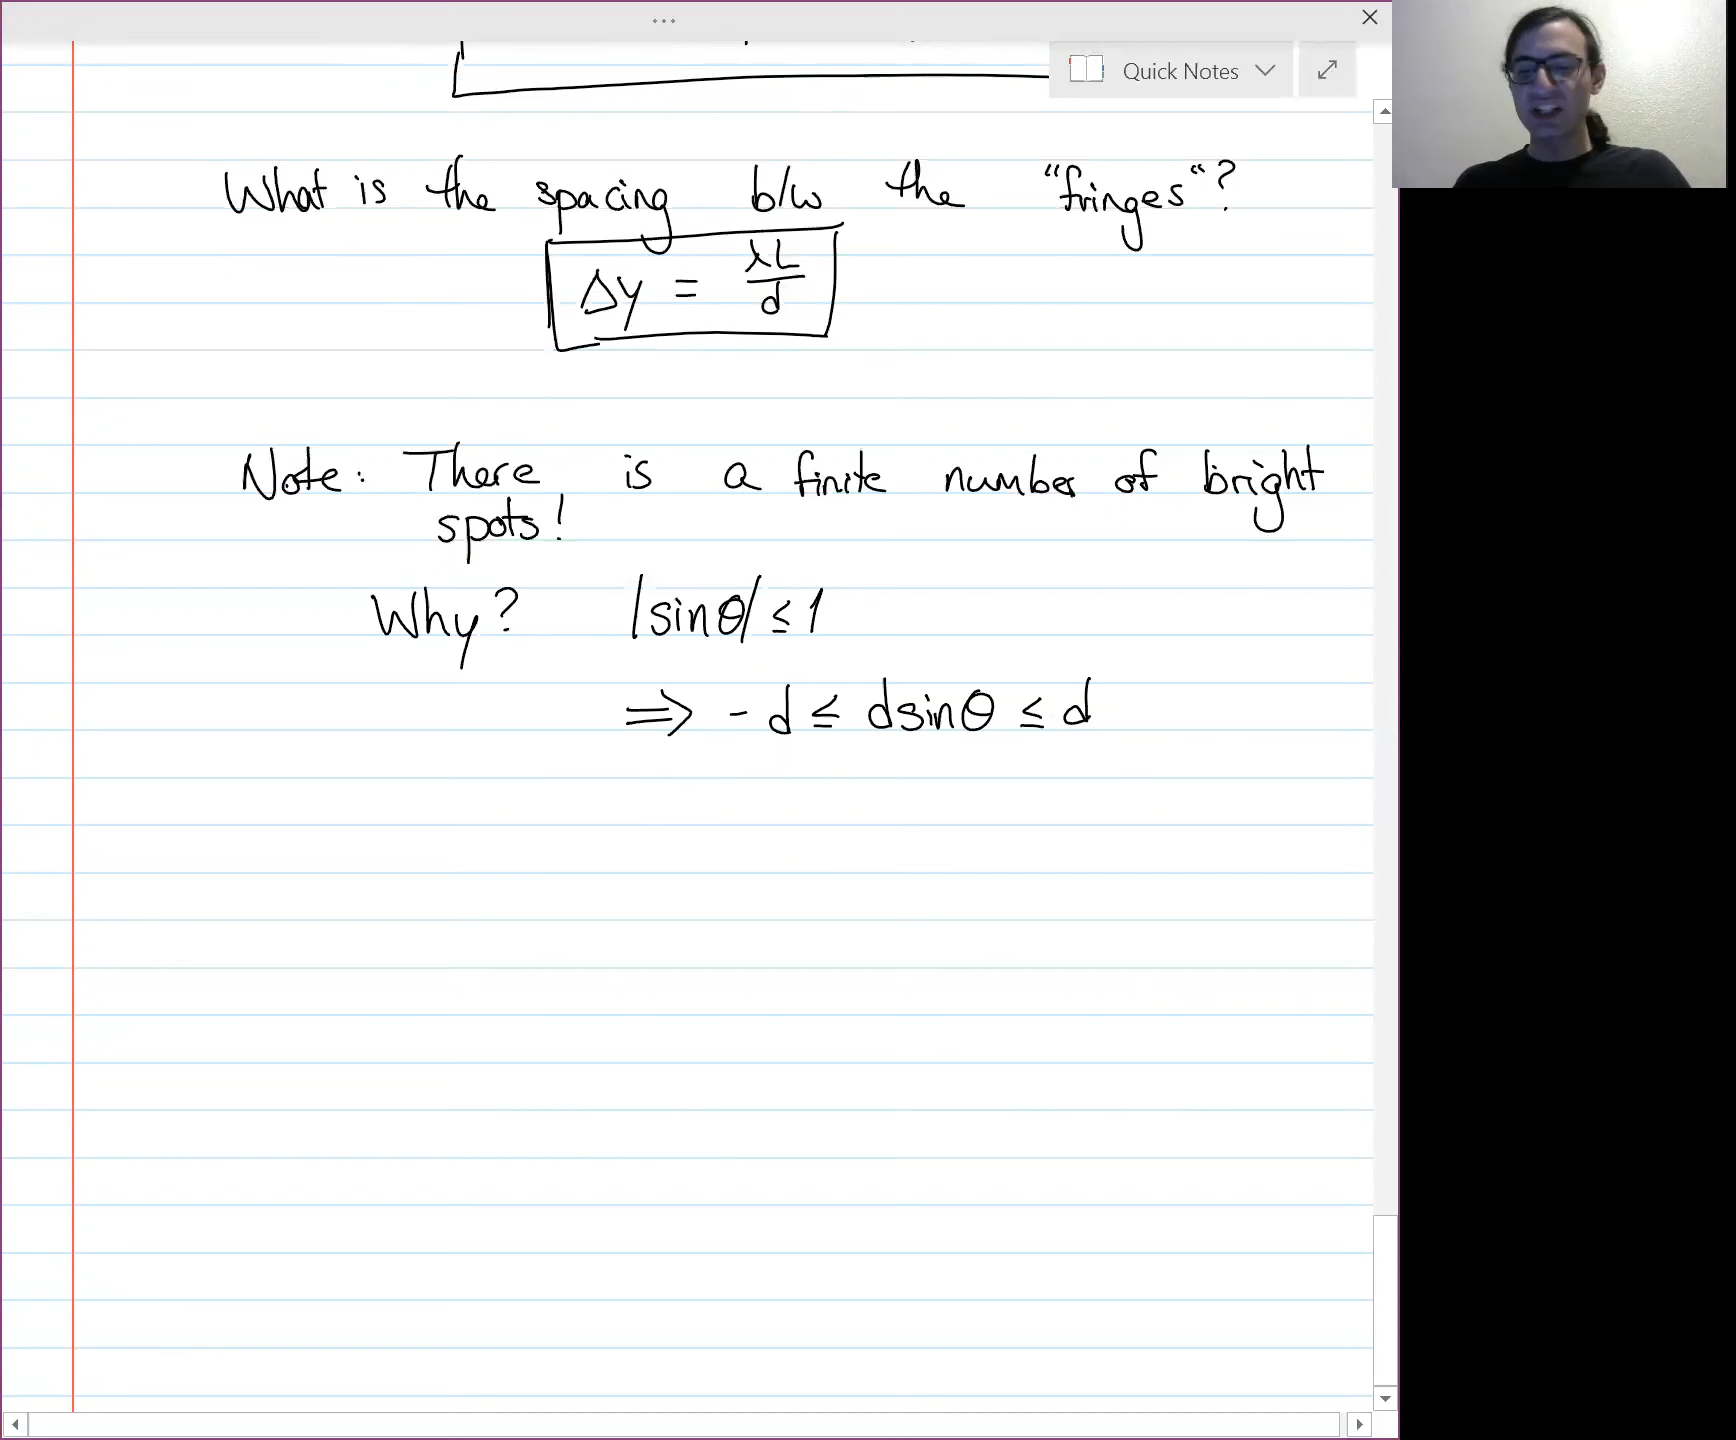 Quick Notes
What is the spacing b/w the "fringes"?
Δy = λL/d
Note: There is a finite number of bright
spots!
Why? |sinθ| ≤ 1
⟹ - d ≤ dsinθ ≤ d